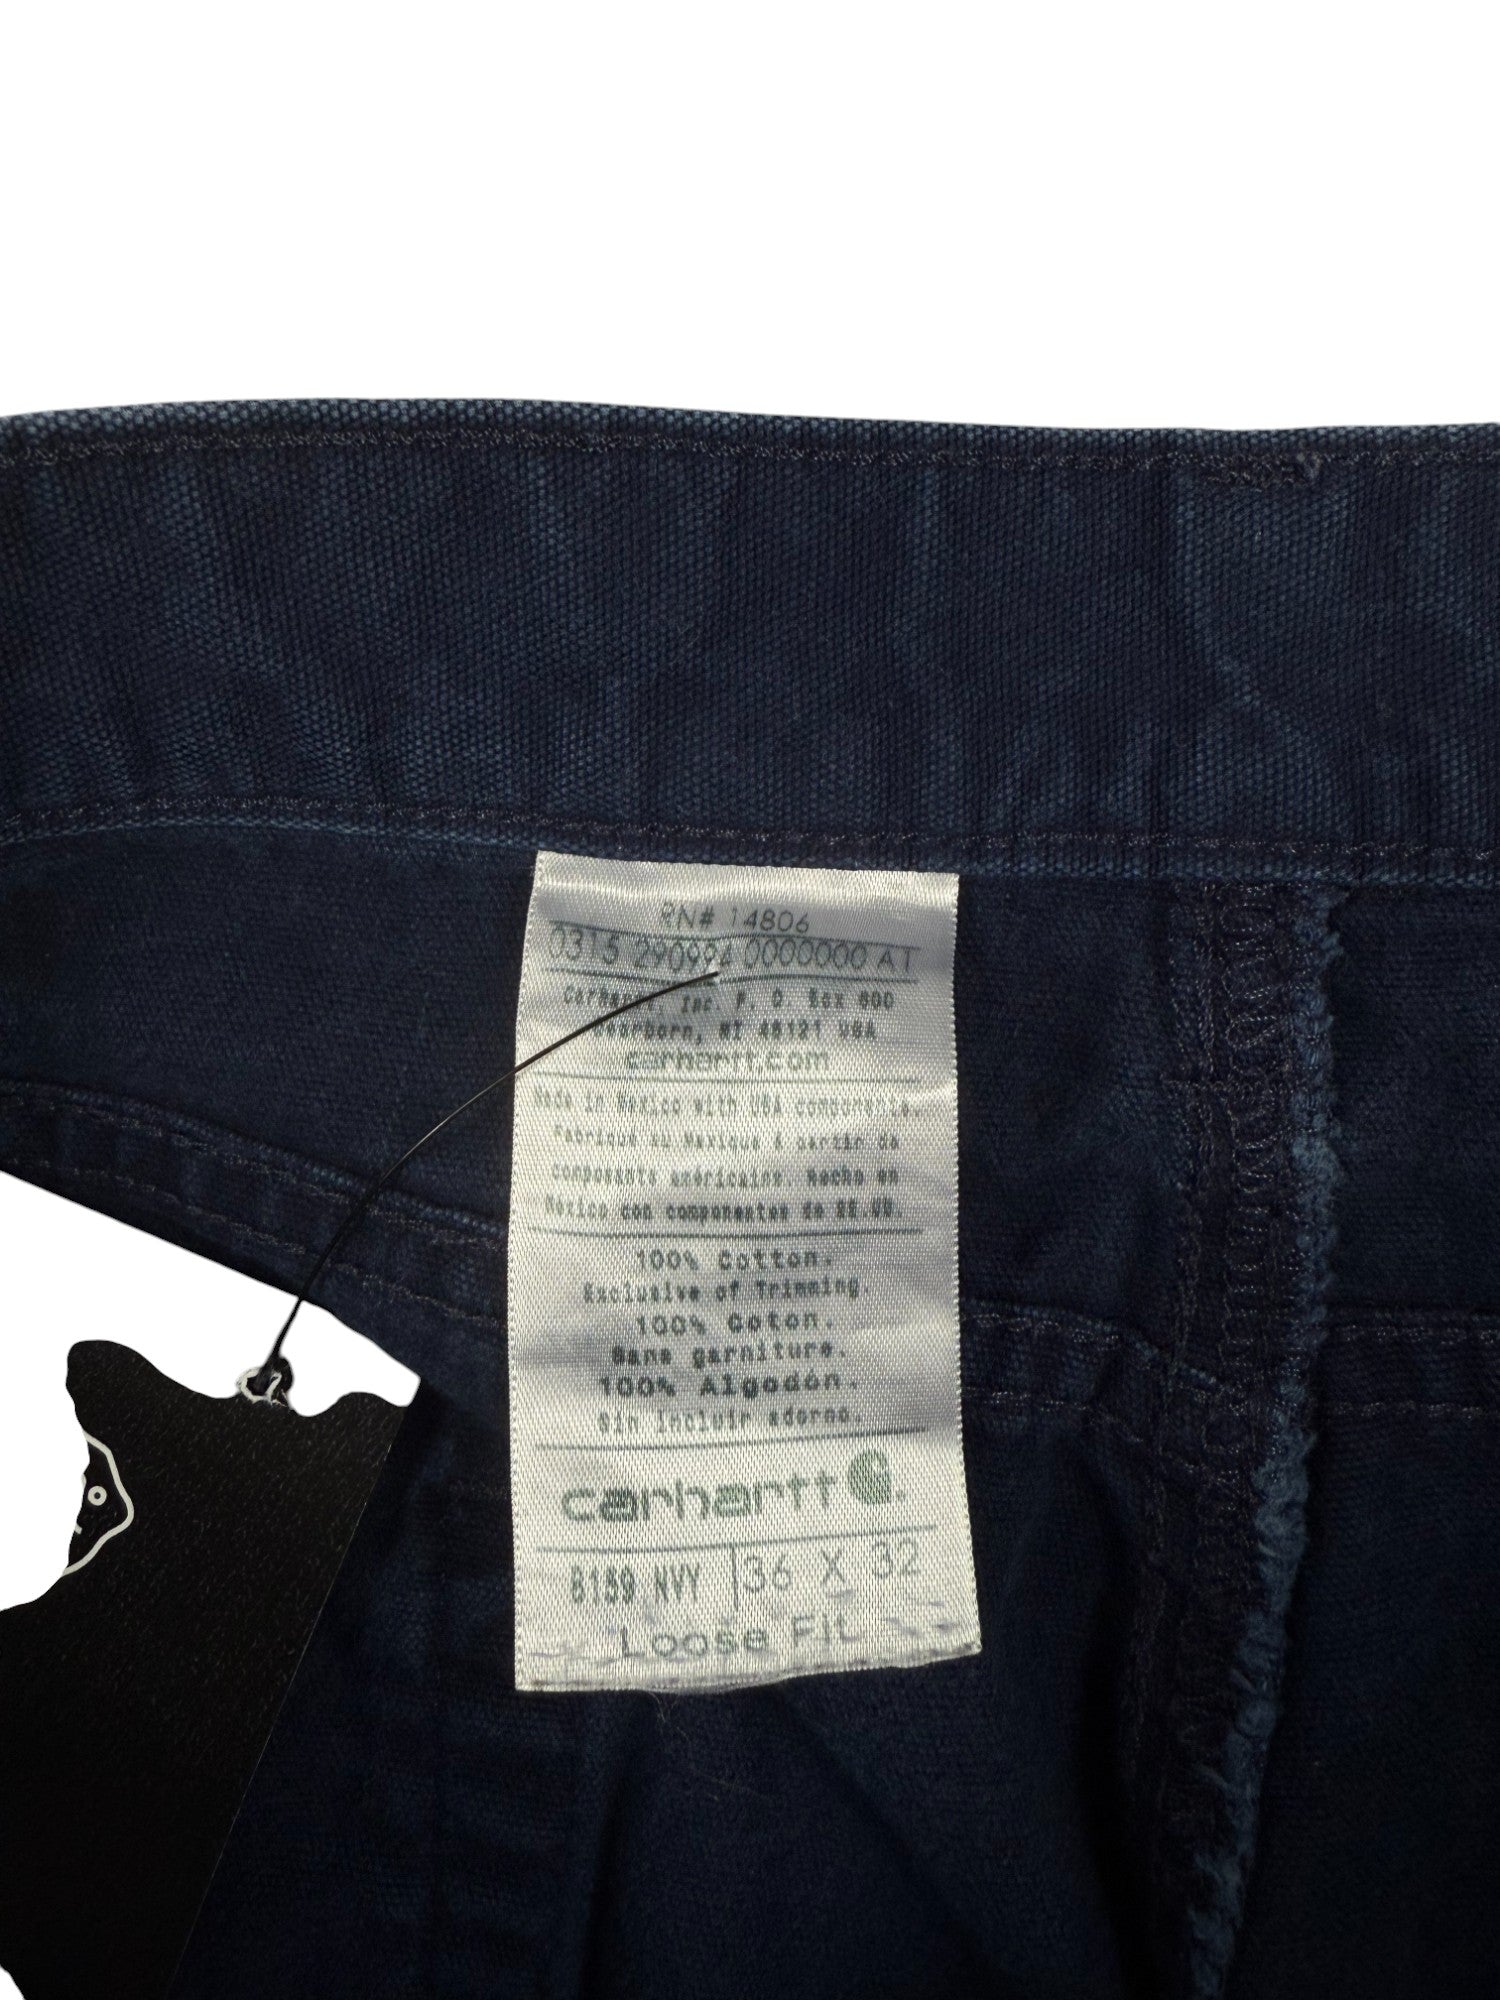 RN# 14806
0315 290994 0000000 AT
Carhartt, Inc. P. O. Box 600
Dearborn, MI 48121 USA
carhartt.com
Made in Mexico with USA components.
Fabriqué au Mexique à partir de
composants américains. Hecho en
Mexico con componentes de EE.UU.
100% Cotton.
Exclusive of Trimming.
100% Coton.
Sans garniture.
100% Algodón.
Sin incluir adorno.
carhartt
B159 NVY 36 X 32
Loose Fit